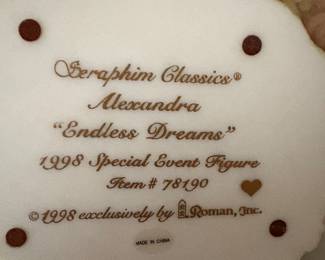 Seraphim Classics®
Alexandra
"Endless Dreams"
1998 Special Event Figure
Item # 78190
© 1998 exclusively by Roman, Inc.
MADE IN CHINA